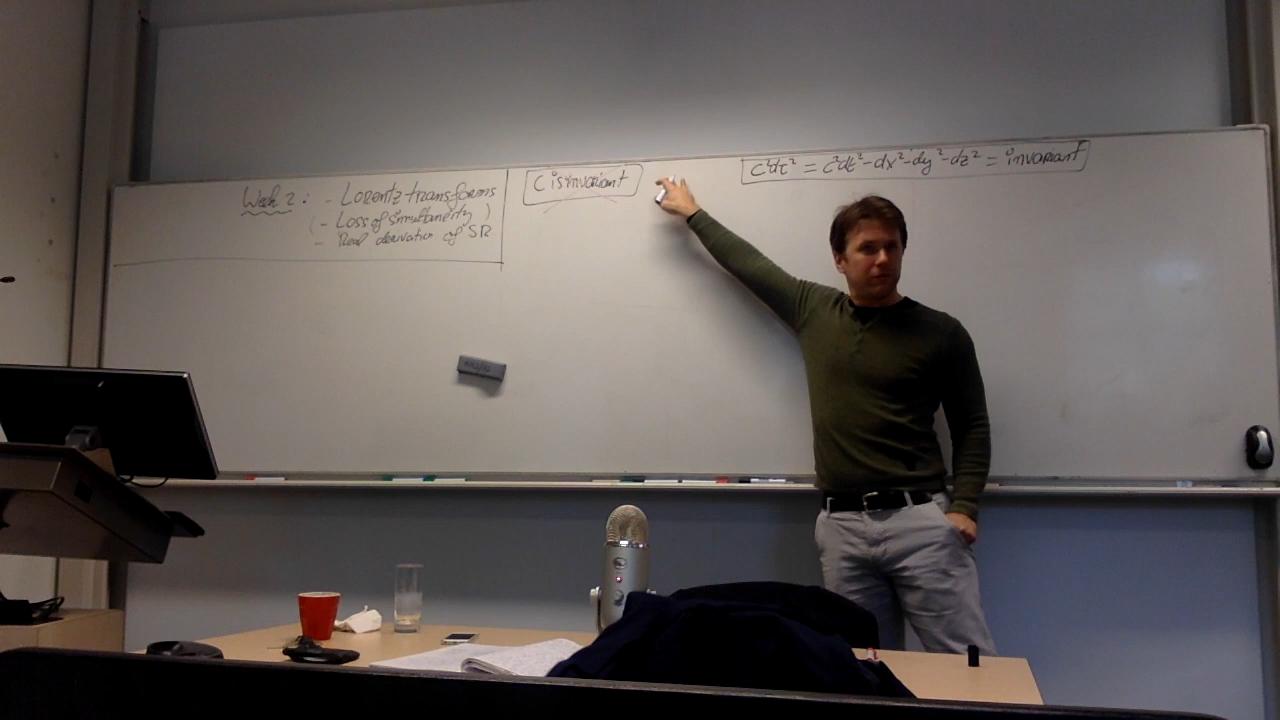 Week 2: - Lorentz transforms
(- Loss of simultaneity)
- Real derivation of SR
C is invariant
c²dτ² = c²dt² - dx² - dy² - dz² = invariant